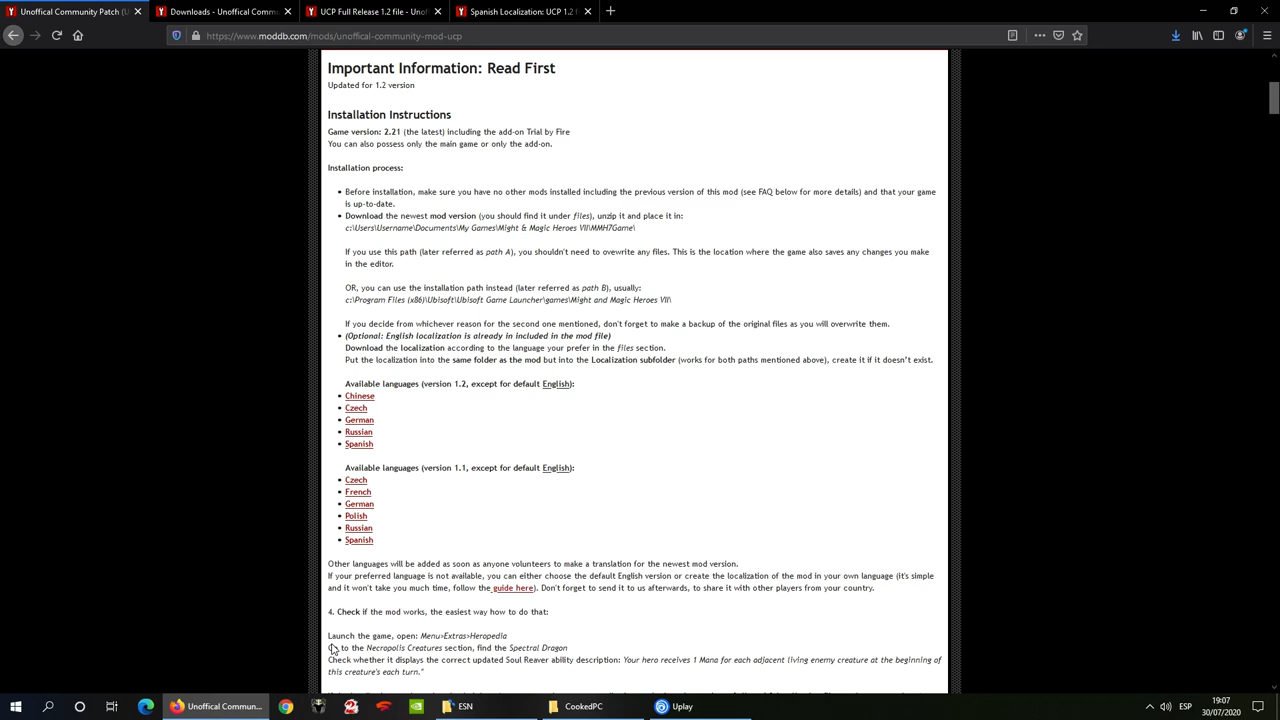 Unoffical Community Patch (U
Downloads - Unoffical Comm
UCP Full Release 1.2 file - Unof
Spanish Localization: UCP 1.2 f
https://www.moddb.com/mods/unoffical-community-mod-ucp
Important Information: Read First
Updated for 1.2 version
Installation Instructions
Game version: 2.21 (the latest) including the add-on Trial by Fire
You can also possess only the main game or only the add-on.
Installation process:
Before installation, make sure you have no other mods installed including the previous version of this mod (see FAQ below for more details) and that your game
is up-to-date.
Download the newest mod version (you should find it under files), unzip it and place it in:
c:\Users\Username\Documents\My Games\Might & Magic Heroes VII\MMH7Game\
If you use this path (later referred as path A), you shouldn't need to ovewrite any files. This is the location where the game also saves any changes you make
in the editor.
OR, you can use the installation path instead (later referred as path B), usually:
c:\Program Files (x86)\Ubisoft\Ubisoft Game Launcher\games\Might and Magic Heroes VII\
If you decide from whichever reason for the second one mentioned, don't forget to make a backup of the original files as you will overwrite them.
(Optional: English localization is already in included in the mod file)
Download the localization according to the language your prefer in the files section.
Put the localization into the same folder as the mod but into the Localization subfolder (works for both paths mentioned above), create it if it doesn't exist.
Available languages (version 1.2, except for default English):
Chinese
Czech
German
Russian
Spanish
Available languages (version 1.1, except for default English):
Czech
French
German
Polish
Russian
Spanish
Other languages will be added as soon as anyone volunteers to make a translation for the newest mod version.
If your preferred language is not available, you can either choose the default English version or create the localization of the mod in your own language (it's simple
and it won't take you much time, follow the guide here). Don't forget to send it to us afterwards, to share it with other players from your country.
4. Check if the mod works, the easiest way how to do that:
Launch the game, open: Menu>Extras>Heropedia
to the Necropolis Creatures section, find the Spectral Dragon
Check whether it displays the correct updated Soul Reaver ability description: Your hero receives 1 Mana for each adjacent living enemy creature at the beginning of
this creature's each turn."
Unoffical Commun...
ESN
CookedPC
Uplay
ESP
19:07
30/07/2020